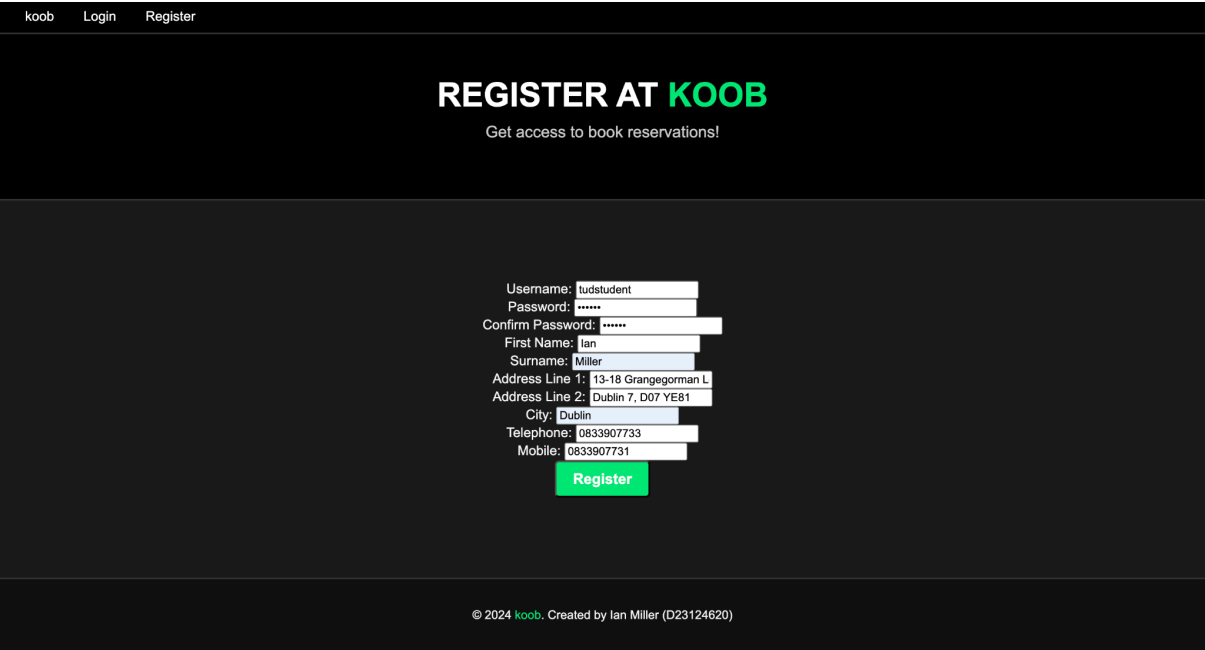 koob Login Register
REGISTER AT KOOB
Get access to book reservations!
Username: tudstudent
Password: ••••••
Confirm Password: ••••••
First Name: Ian
Surname: Miller
Address Line 1: 13-18 Grangegorman L
Address Line 2: Dublin 7, D07 YE81
City: Dublin
Telephone: 0833907733
Mobile: 0833907731
Register
© 2024 koob. Created by Ian Miller (D23124620)